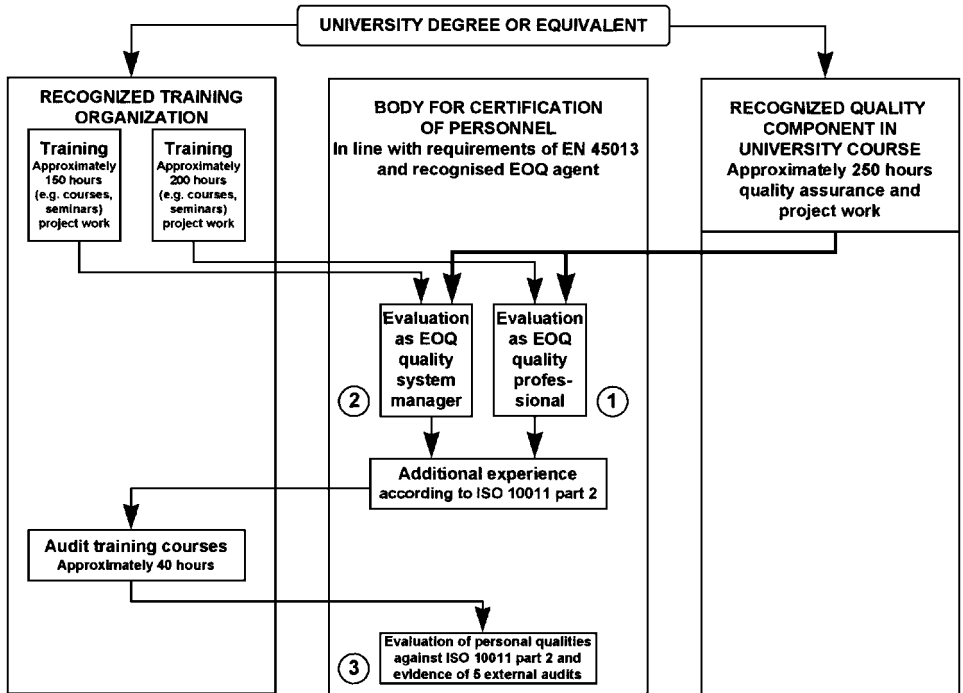 UNIVERSITY DEGREE OR EQUIVALENT
RECOGNIZED TRAINING
ORGANIZATION
Training
Approximately
150 hours
(e.g. courses,
seminars)
project work
Training
Approximately
200 hours
(e.g. courses,
seminars)
project work
BODY FOR CERTIFICATION
OF PERSONNEL
In line with requirements of EN 45013
and recognised EOQ agent
RECOGNIZED QUALITY
COMPONENT IN
UNIVERSITY COURSE
Approximately 250 hours
quality assurance and
project work
Evaluation
as EOQ
quality
system
manager
2
Evaluation
as EOQ
quality
profes-
sional
1
Additional experience
according to ISO 10011 part 2
Audit training courses
Approximately 40 hours
3
Evaluation of personal qualities
against ISO 10011 part 2 and
evidence of 5 external audits